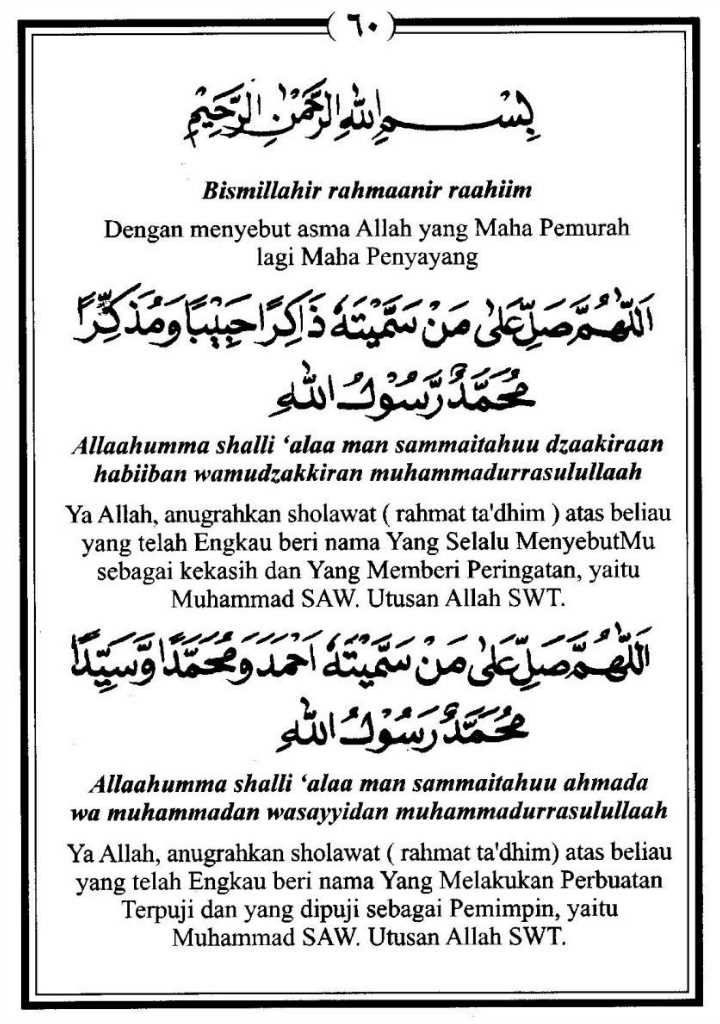 (٦٠)
بِسْــــمِ اللهِ الرَّحْمٰنِ الرَّحِيْمِ
Bismillahir rahmaanir raahiim
Dengan menyebut asma Allah yang Maha Pemurah
lagi Maha Penyayang
اَللّٰهُمَّ صَلِّ عَلٰى مَنْ سَمَّيْتَهٗ ذَاكِرًا حَبِيْبًا وَمُذَكِّرًا
مُحَمَّدٌ رَّسُوْلُ اللهِ
Allaahumma shalli ‘alaa man sammaitahuu dzaakiraan
habiiban wamudzakkiran muhammadurrasulullaah
Ya Allah, anugrahkan sholawat ( rahmat ta'dhim ) atas beliau
yang telah Engkau beri nama Yang Selalu MenyebutMu
sebagai kekasih dan Yang Memberi Peringatan, yaitu
Muhammad SAW. Utusan Allah SWT.
اَللّٰهُمَّ صَلِّ عَلٰى مَنْ سَمَّيْتَهٗ اَحْمَدَ وَمُحَمَّدًا وَّسَيِّدًا
مُحَمَّدٌ رَسُوْلُ اللهِ
Allaahumma shalli ‘alaa man sammaitahuu ahmada
wa muhammadan wasayyidan muhammadurrasulullaah
Ya Allah, anugrahkan sholawat ( rahmat ta'dhim) atas beliau
yang telah Engkau beri nama Yang Melakukan Perbuatan
Terpuji dan yang dipuji sebagai Pemimpin, yaitu
Muhammad SAW. Utusan Allah SWT.